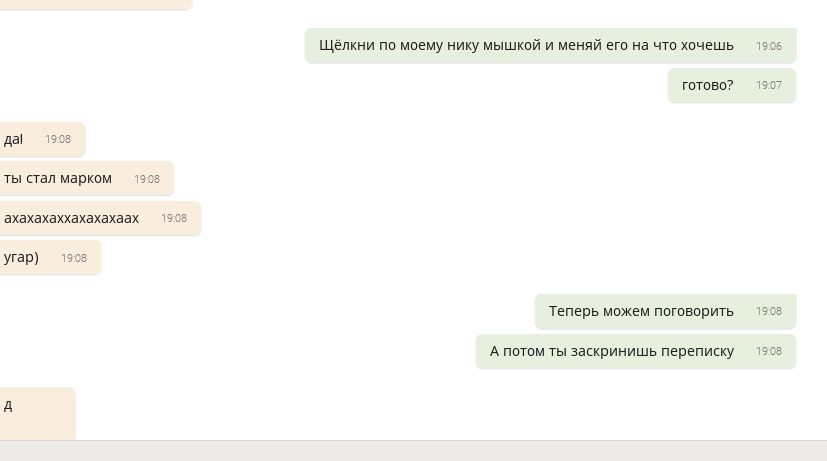 Щёлкни по моему нику мышкой и меняй его на что хочешь 19:06
готово? 19:07
да! 19:08
ты стал марком 19:08
ахахахаххахахахаах 19:08
угар) 19:08
Теперь можем поговорить 19:08
А потом ты заскринишь переписку 19:08
д